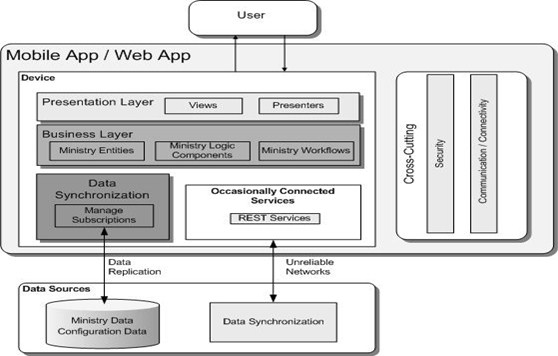 User
Mobile App / Web App
Device
Presentation Layer
Views
Presenters
Business Layer
Ministry Entities
Ministry Logic
Components
Ministry Workflows
Data
Synchronization
Manage
Subscriptions
Occasionally Connected
Services
REST Services
Cross-Cutting
Security
Communication / Connectivity
Data
Replication
Unreliable
Networks
Data Sources
Ministry Data
Configuration Data
Data Synchronization